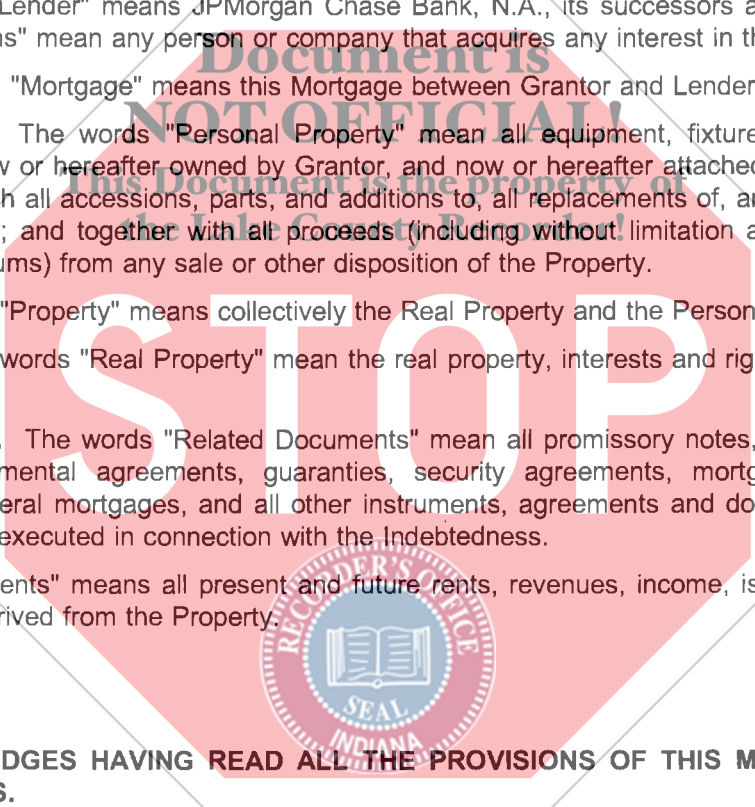 Lender" means JPMorgan Chase Bank, N.A., its successors a
ns" mean any person or company that acquires any interest in th
Document is
"Mortgage" means this Mortgage between Grantor and Lender
NOT OFFICIAL!
The words "Personal Property" mean all equipment, fixture
w or hereafter owned by Grantor, and now or hereafter attached
This Document is the property of
h all accessions, parts, and additions to, all replacements of, a
the Lake County Recorder!
; and together with all proceeds (including without limitation a
ums) from any sale or other disposition of the Property.
STOP
"Property" means collectively the Real Property and the Person
words "Real Property" mean the real property, interests and rig
. The words "Related Documents" mean all promissory notes,
mental agreements, guaranties, security agreements, mortg
eral mortgages, and all other instruments, agreements and do
executed in connection with the Indebtedness.
ents" means all present and future rents, revenues, income, is
rived from the Property.
RECORDER'S OFFICE
SEAL
INDIANA
DGES HAVING READ ALL THE PROVISIONS OF THIS M
S.